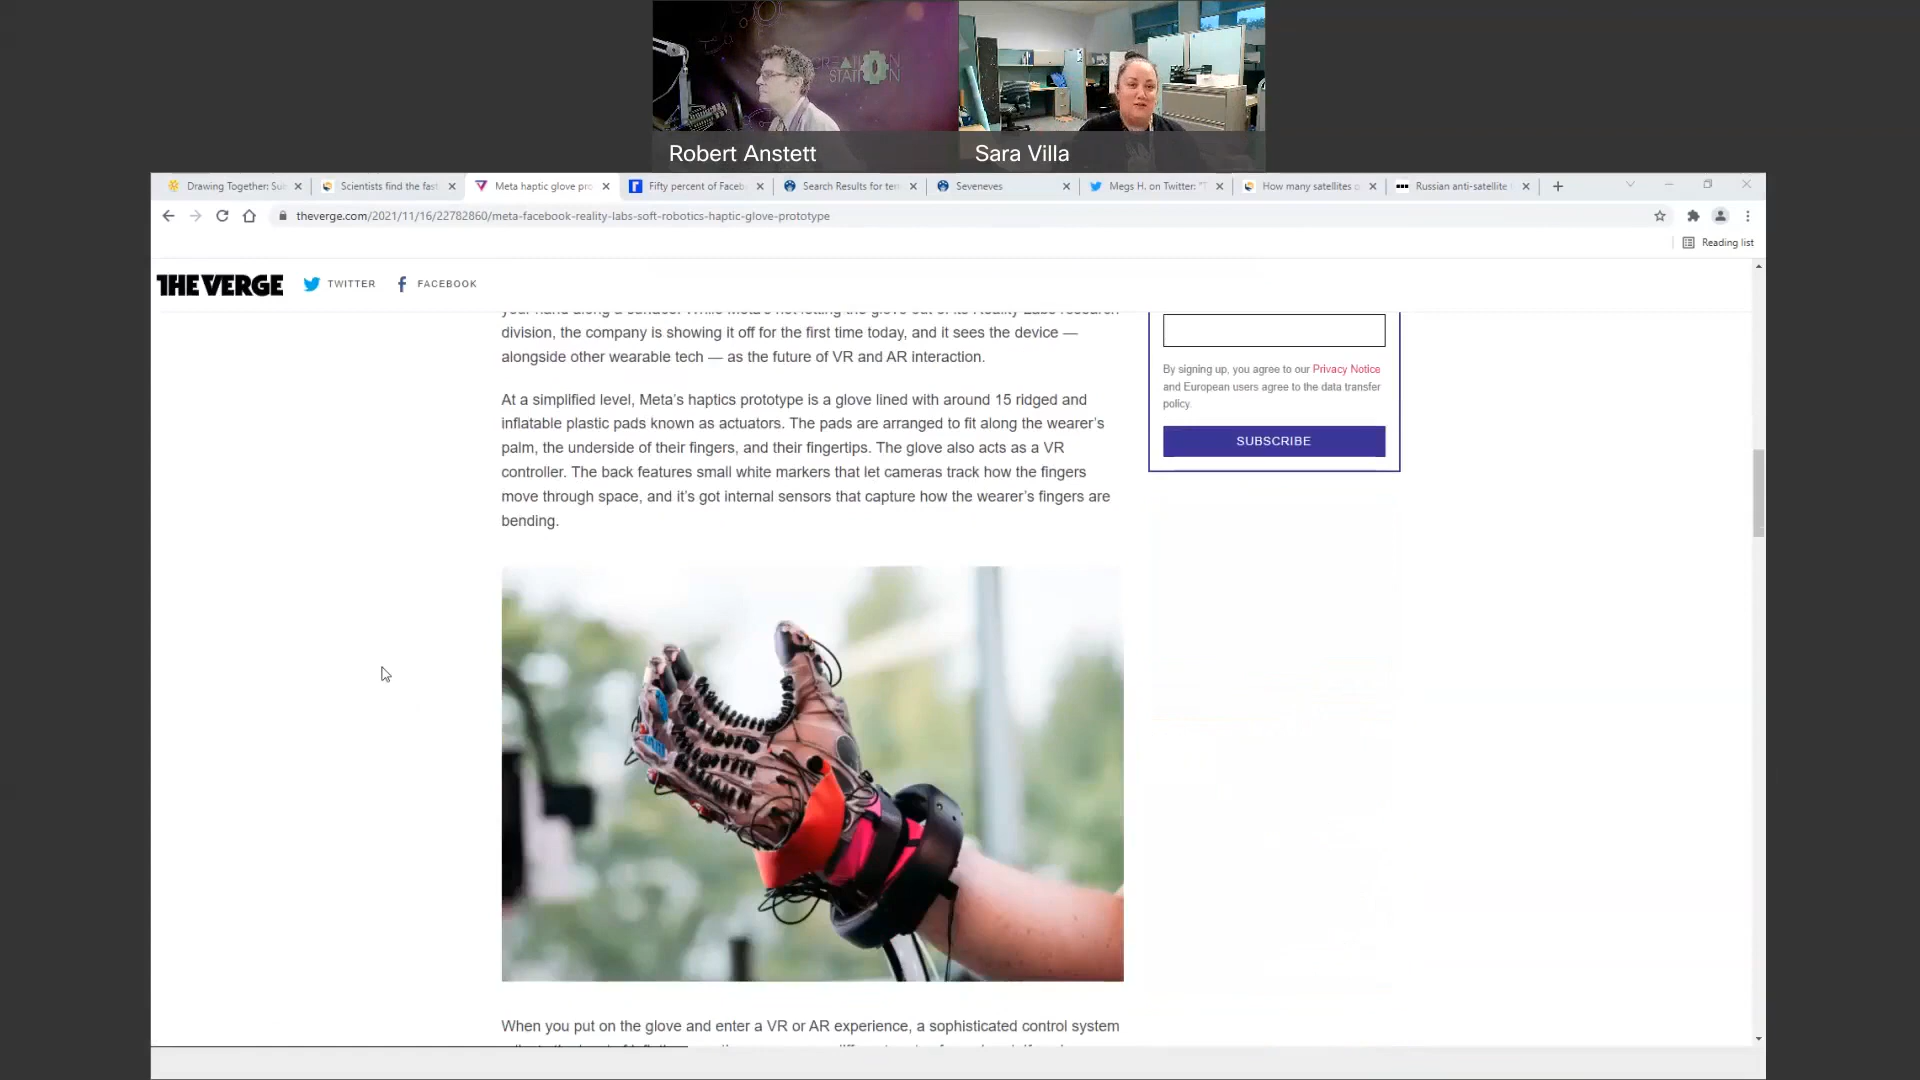 CREATION
STATION
Robert Anstett
Sara Villa
Drawing Together: Su
Scientists find the fast
Meta haptic glove pro
Fifty percent of Faceb
Search Results for ten
Seveneves
Megs H. on Twitter: "T
How many satellites o
Russian anti-satellite
theverge.com/2021/11/16/22782860/meta-facebook-reality-labs-soft-robotics-haptic-glove-prototype
Reading list
THE VERGE
TWITTER
FACEBOOK
division, the company is showing it off for the first time today, and it sees the device —
alongside other wearable tech — as the future of VR and AR interaction.
At a simplified level, Meta's haptics prototype is a glove lined with around 15 ridged and
inflatable plastic pads known as actuators. The pads are arranged to fit along the wearer's
palm, the underside of their fingers, and their fingertips. The glove also acts as a VR
controller. The back features small white markers that let cameras track how the fingers
move through space, and it's got internal sensors that capture how the wearer's fingers are
bending.
By signing up, you agree to our Privacy Notice
and European users agree to the data transfer
policy.
SUBSCRIBE
When you put on the glove and enter a VR or AR experience, a sophisticated control system